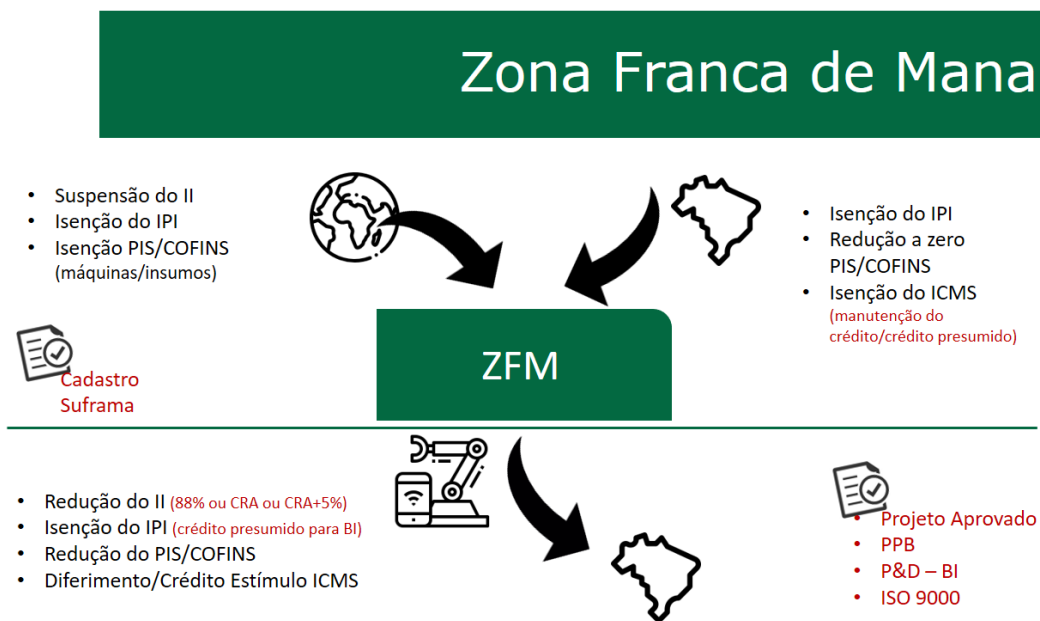 Zona Franca de Mana
• Suspensão do II
• Isenção do IPI
• Isenção PIS/COFINS
(máquinas/insumos)
• Isenção do IPI
• Redução a zero
PIS/COFINS
• Isenção do ICMS
(manutenção do
crédito/crédito presumido)
Cadastro
Suframa
ZFM
• Redução do II (88% ou CRA ou CRA+5%)
• Isenção do IPI (crédito presumido para BI)
• Redução do PIS/COFINS
• Diferimento/Crédito Estímulo ICMS
• Projeto Aprovado
• PPB
• P&D – BI
• ISO 9000